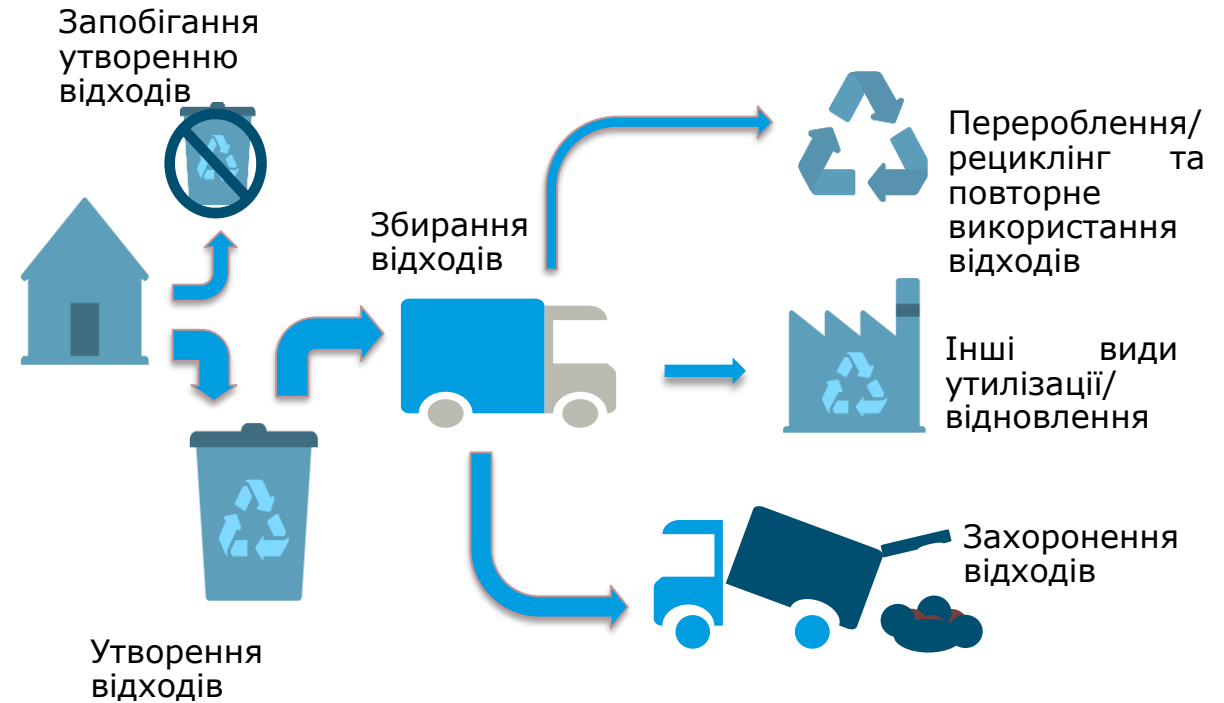 Запобігання
утворенню
відходів
Збирання
відходів
Перероблення/
рециклінг та
повторне
використання
відходів
Інші види
утилізації/
відновлення
Захоронення
відходів
Утворення
відходів